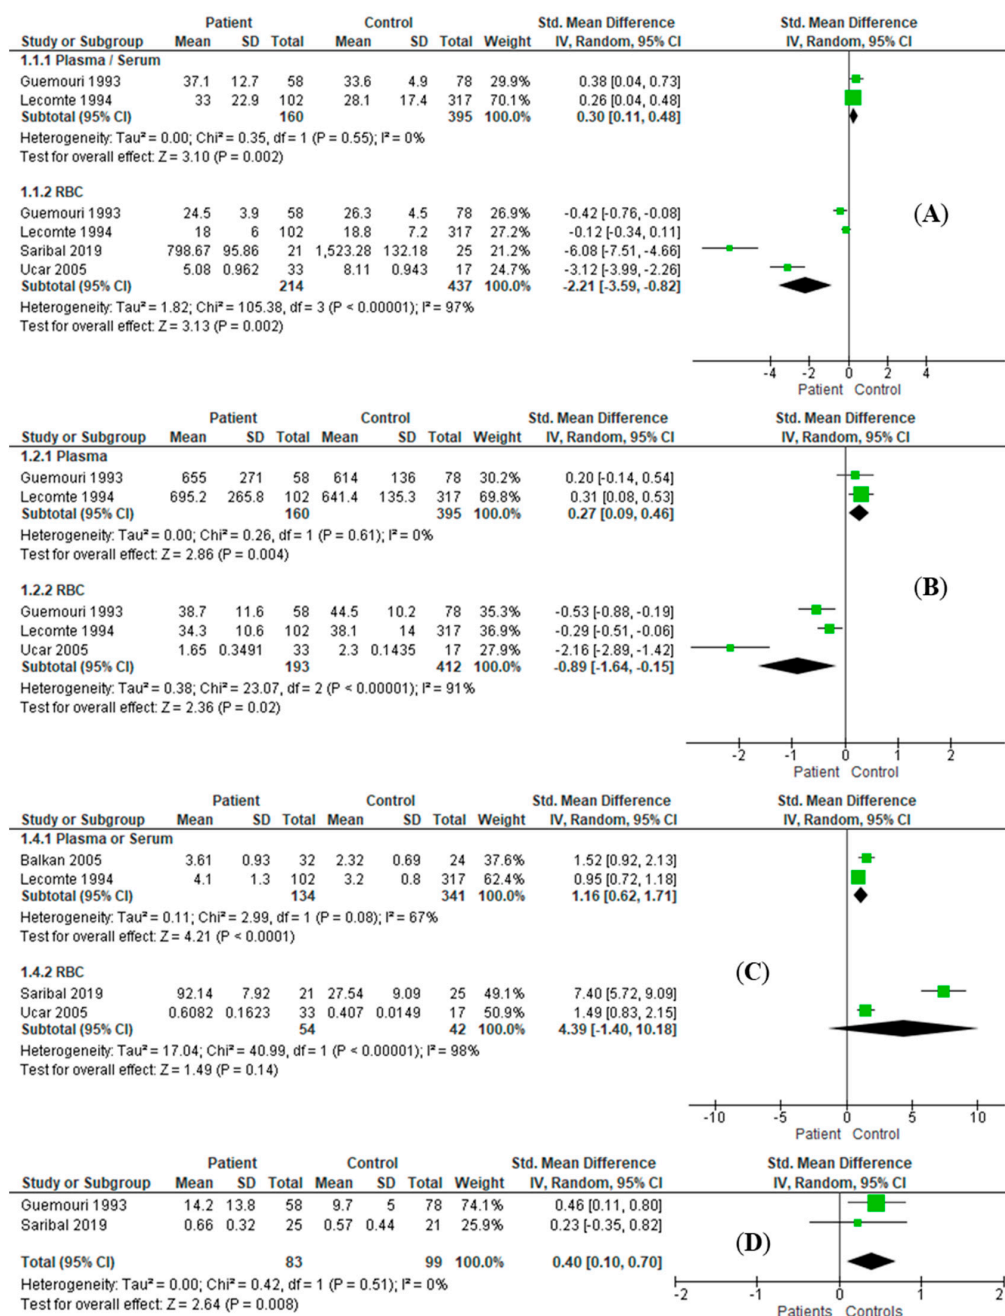 Patient Control Std. Mean Difference Std. Mean Difference
Study or Subgroup Mean SD Total Mean SD Total Weight IV, Random, 95% CI IV, Random, 95% CI
1.1.1 Plasma / Serum
Guemouri 1993 37.1 12.7 58 33.6 4.9 78 29.9% 0.38 [0.04, 0.73]
Lecomte 1994 33 22.9 102 28.1 17.4 317 70.1% 0.26 [0.04, 0.48]
Subtotal (95% CI) 160 395 100.0% 0.30 [0.11, 0.48]
Heterogeneity: Tau² = 0.00; Chi² = 0.35, df = 1 (P = 0.55); I² = 0%
Test for overall effect: Z = 3.10 (P = 0.002)
1.1.2 RBC
Guemouri 1993 24.5 3.9 58 26.3 4.5 78 26.9% -0.42 [-0.76, -0.08]
(A)
Lecomte 1994 18 6 102 18.8 7.2 317 27.2% -0.12 [-0.34, 0.11]
Saribal 2019 798.67 95.86 21 1,523.28 132.18 25 21.2% -6.08 [-7.51, -4.66]
Ucar 2005 5.08 0.962 33 8.11 0.943 17 24.7% -3.12 [-3.99, -2.26]
Subtotal (95% CI) 214 437 100.0% -2.21 [-3.59, -0.82]
Heterogeneity: Tau² = 1.82; Chi² = 105.38, df = 3 (P < 0.00001); I² = 97%
Test for overall effect: Z = 3.13 (P = 0.002)
-4 -2 0 2 4
Patient Control
Patient Control Std. Mean Difference Std. Mean Difference
Study or Subgroup Mean SD Total Mean SD Total Weight IV, Random, 95% CI IV, Random, 95% CI
1.2.1 Plasma
Guemouri 1993 655 271 58 614 136 78 30.2% 0.20 [-0.14, 0.54]
Lecomte 1994 695.2 265.8 102 641.4 135.3 317 69.8% 0.31 [0.08, 0.53]
Subtotal (95% CI) 160 395 100.0% 0.27 [0.09, 0.46]
Heterogeneity: Tau² = 0.00; Chi² = 0.26, df = 1 (P = 0.61); I² = 0%
Test for overall effect: Z = 2.86 (P = 0.004)
1.2.2 RBC
(B)
Guemouri 1993 38.7 11.6 58 44.5 10.2 78 35.3% -0.53 [-0.88, -0.19]
Lecomte 1994 34.3 10.6 102 38.1 14 317 36.9% -0.29 [-0.51, -0.06]
Ucar 2005 1.65 0.3491 33 2.3 0.1435 17 27.9% -2.16 [-2.89, -1.42]
Subtotal (95% CI) 193 412 100.0% -0.89 [-1.64, -0.15]
Heterogeneity: Tau² = 0.38; Chi² = 23.07, df = 2 (P < 0.00001); I² = 91%
Test for overall effect: Z = 2.36 (P = 0.02)
-2 -1 0 1 2
Patient Control
Patient Control Std. Mean Difference Std. Mean Difference
Study or Subgroup Mean SD Total Mean SD Total Weight IV, Random, 95% CI IV, Random, 95% CI
1.4.1 Plasma or Serum
Balkan 2005 3.61 0.93 32 2.32 0.69 24 37.6% 1.52 [0.92, 2.13]
Lecomte 1994 4.1 1.3 102 3.2 0.8 317 62.4% 0.95 [0.72, 1.18]
Subtotal (95% CI) 134 341 100.0% 1.16 [0.62, 1.71]
Heterogeneity: Tau² = 0.11; Chi² = 2.99, df = 1 (P = 0.08); I² = 67%
Test for overall effect: Z = 4.21 (P < 0.0001)
1.4.2 RBC
(C)
Saribal 2019 92.14 7.92 21 27.54 9.09 25 49.1% 7.40 [5.72, 9.09]
Ucar 2005 0.6082 0.1623 33 0.407 0.0149 17 50.9% 1.49 [0.83, 2.15]
Subtotal (95% CI) 54 42 100.0% 4.39 [-1.40, 10.18]
Heterogeneity: Tau² = 17.04; Chi² = 40.99, df = 1 (P < 0.00001); I² = 98%
Test for overall effect: Z = 1.49 (P = 0.14)
-10 -5 0 5 10
Patient Control
Patient Control Std. Mean Difference Std. Mean Difference
Study or Subgroup Mean SD Total Mean SD Total Weight IV, Random, 95% CI IV, Random, 95% CI
Guemouri 1993 14.2 13.8 58 9.7 5 78 74.1% 0.46 [0.11, 0.80]
Saribal 2019 0.66 0.32 25 0.57 0.44 21 25.9% 0.23 [-0.35, 0.82]
(D)
Total (95% CI) 83 99 100.0% 0.40 [0.10, 0.70]
Heterogeneity: Tau² = 0.00; Chi² = 0.42, df = 1 (P = 0.51); I² = 0%
Test for overall effect: Z = 2.64 (P = 0.008)
-2 -1 0 1 2
Patients Controls